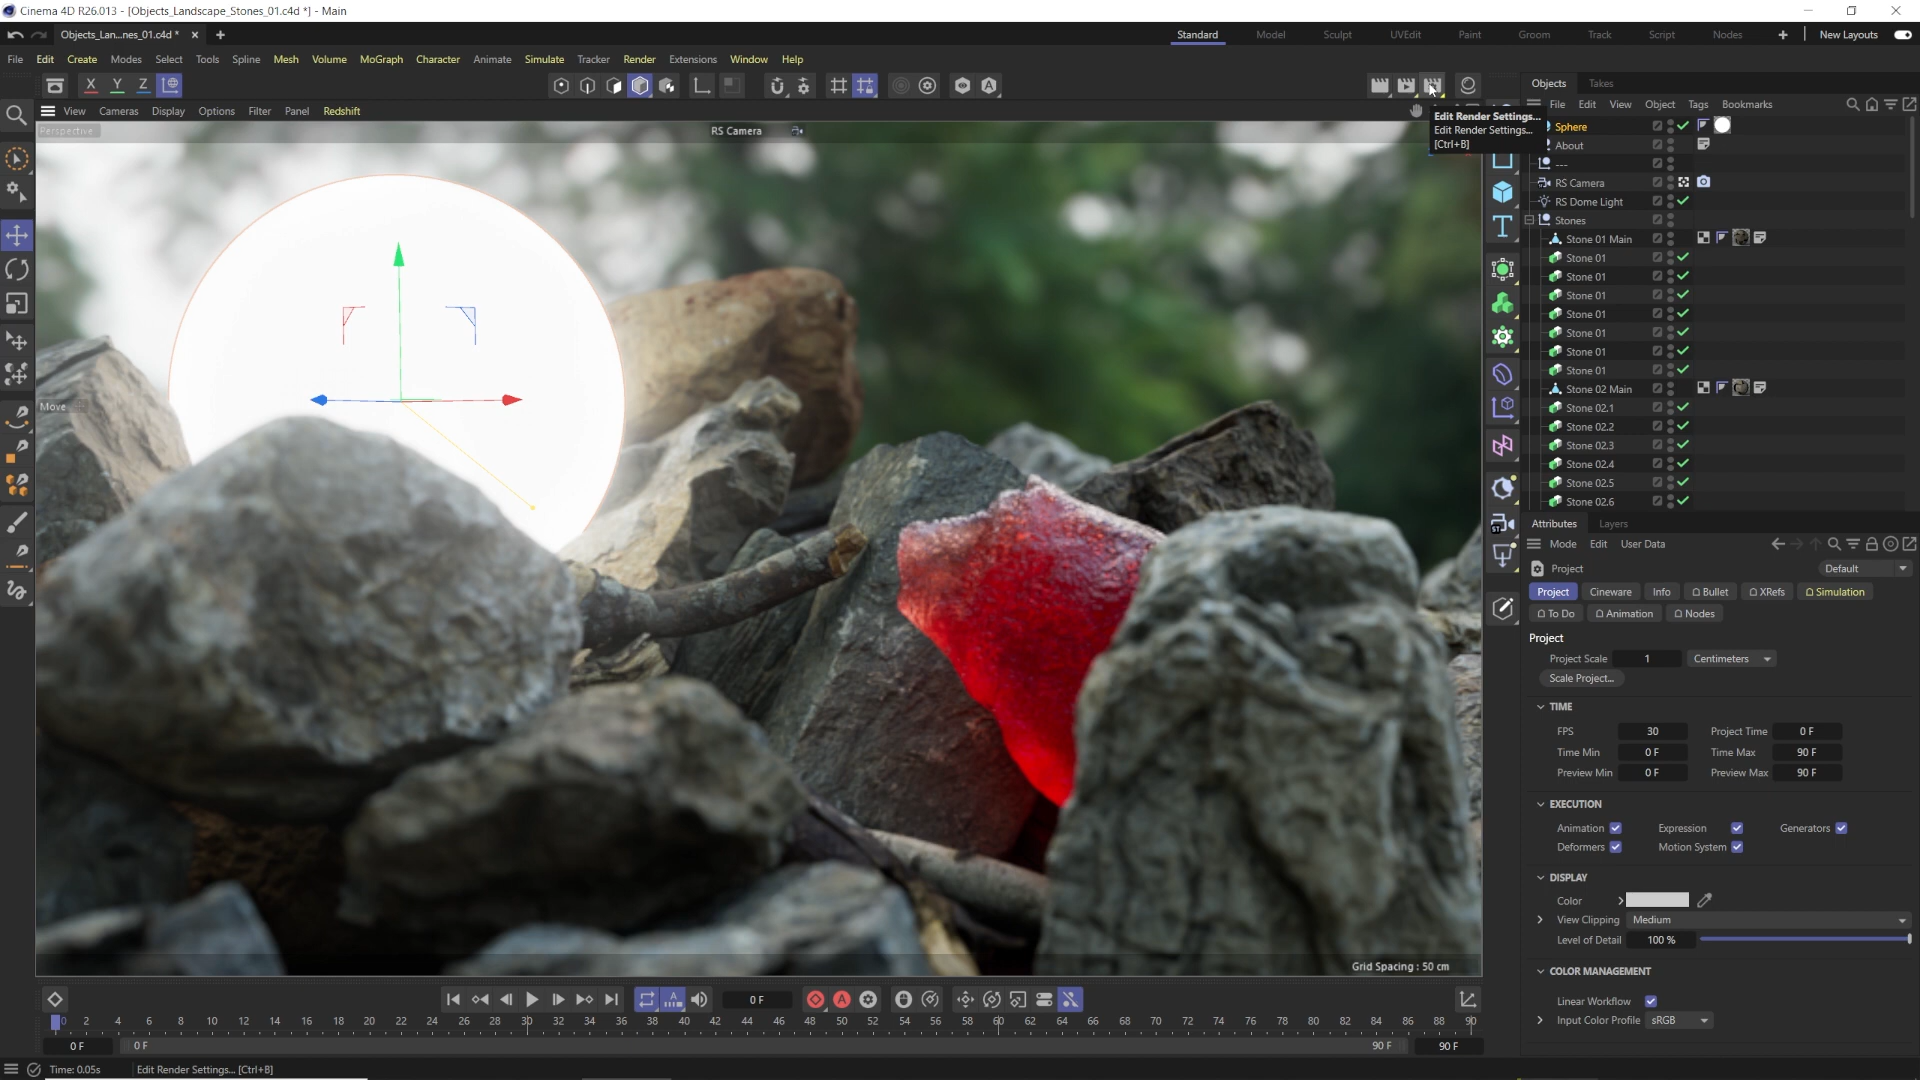 Cinema 4D R26.013 - [Objects_Landscape_Stones_01.c4d *] - Main
Objects_Lan...nes_01.c4d *
Standard Model Sculpt UVEdit Paint Groom Track Script Nodes New Layouts
File Edit Create Modes Select Tools Spline Mesh Volume MoGraph Character Animate Simulate Tracker Render Extensions Window Help
X Y Z
Objects Takes
View Cameras Display Options Filter Panel Redshift
File Edit View Object Tags Bookmarks
Perspective
RS Camera
Edit Render Settings...
Edit Render Settings...
[Ctrl+B]
Sphere
About
---
RS Camera
RS Dome Light
Stones
Stone 01 Main
Stone 01
Stone 01
Stone 01
Stone 01
Stone 01
Stone 01
Stone 01
Stone 02 Main
Stone 02.1
Stone 02.2
Stone 02.3
Stone 02.4
Stone 02.5
Stone 02.6
Move
Attributes Layers
Mode Edit User Data
Project Default
Project Cineware Info Bullet XRefs Simulation
To Do Animation Nodes
Project
Project Scale 1 Centimeters
Scale Project...
TIME
FPS 30 Project Time 0 F
Time Min 0 F Time Max 90 F
Preview Min 0 F Preview Max 90 F
EXECUTION
Animation Expression Generators
Deformers Motion System
DISPLAY
Color
View Clipping Medium
Level of Detail 100 %
COLOR MANAGEMENT
Linear Workflow
Input Color Profile sRGB
Grid Spacing : 50 cm
0 F
0 2 4 6 8 10 12 14 16 18 20 22 24 26 28 30 32 34 36 38 40 42 44 46 48 50 52 54 56 58 60 62 64 66 68 70 72 74 76 78 80 82 84 86 88 90
0 F 0 F 90 F 90 F
Time: 0.05s Edit Render Settings... [Ctrl+B]